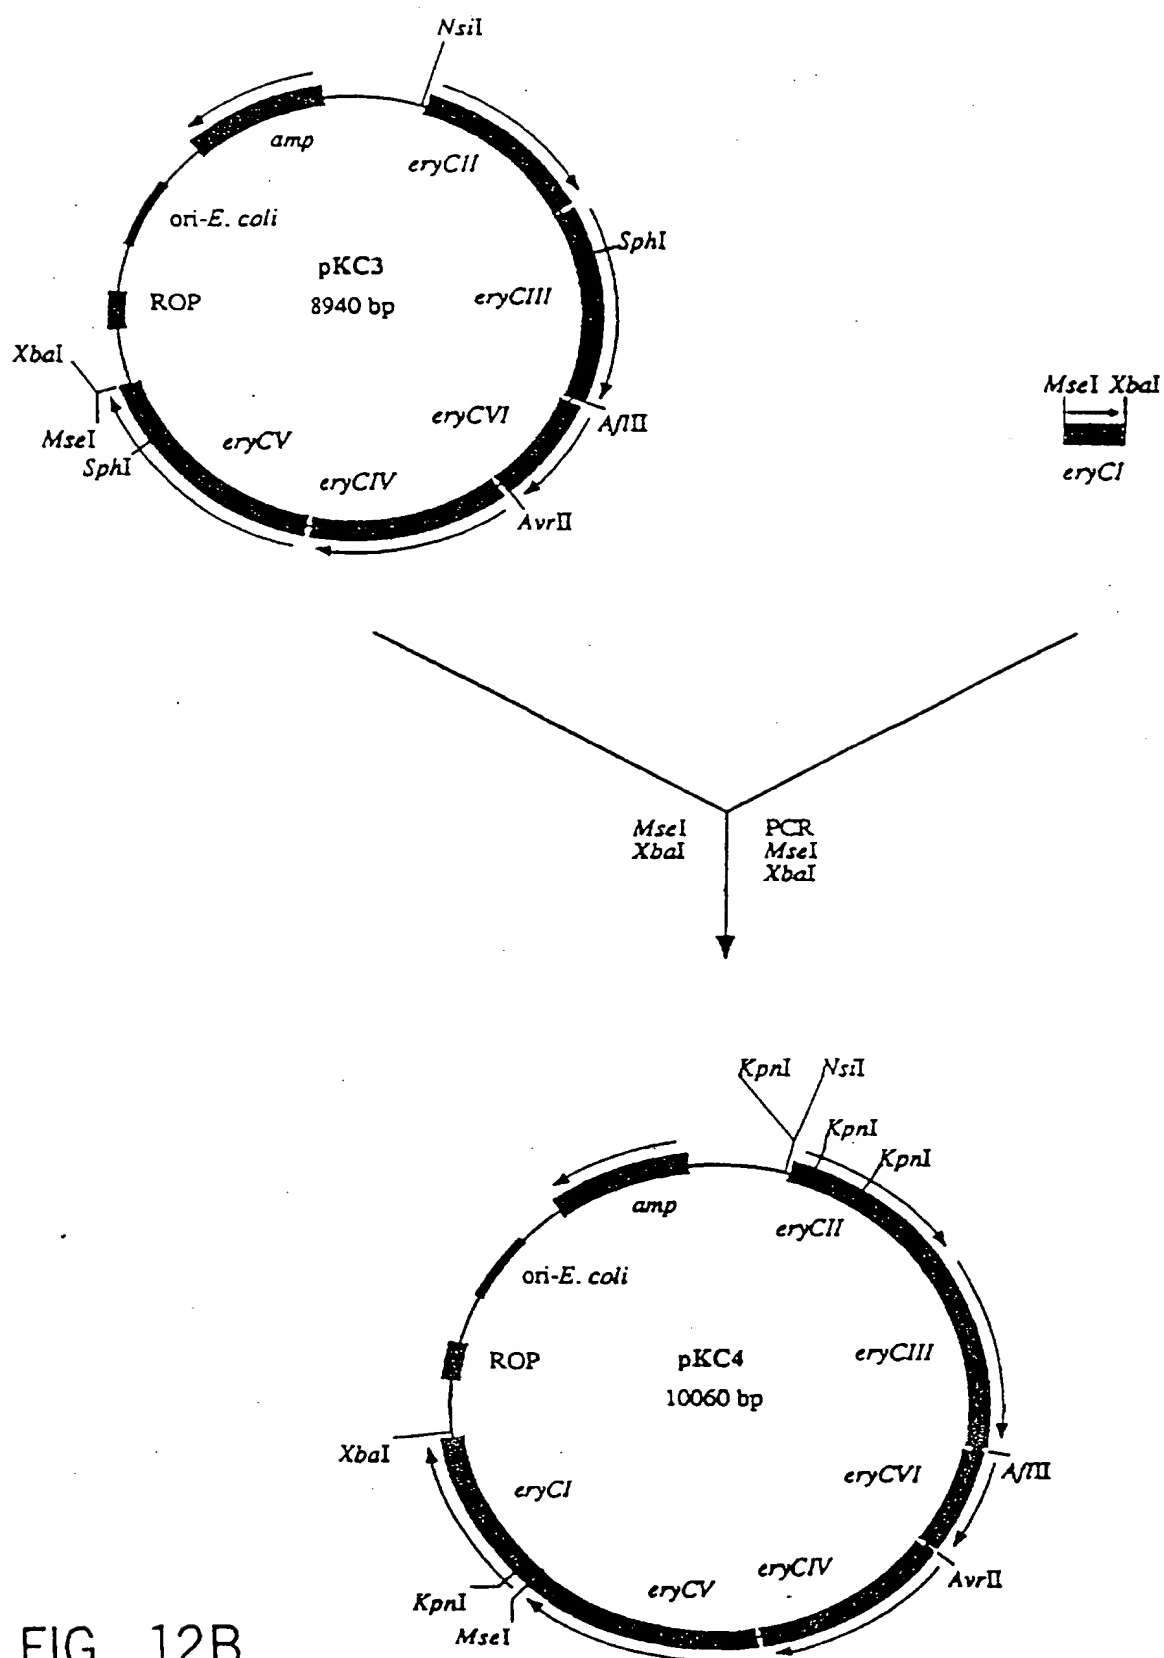 NsiI
amp
eryCII
ori-E. coli
SphI
pKC3
8940 bp
eryCIII
ROP
XbaI
MseI XbaI
eryCVI
AflII
MseI
eryCV
SphI
eryCI
eryCIV
AvrII
MseI
XbaI
PCR
MseI
XbaI
KpnI
NsiI
KpnI
KpnI
amp
eryCII
ori-E. coli
ROP
pKC4
10060 bp
eryCIII
XbaI
eryCI
eryCVI
AflII
eryCIV
AvrII
eryCV
KpnI
MseI
FIG. 12B